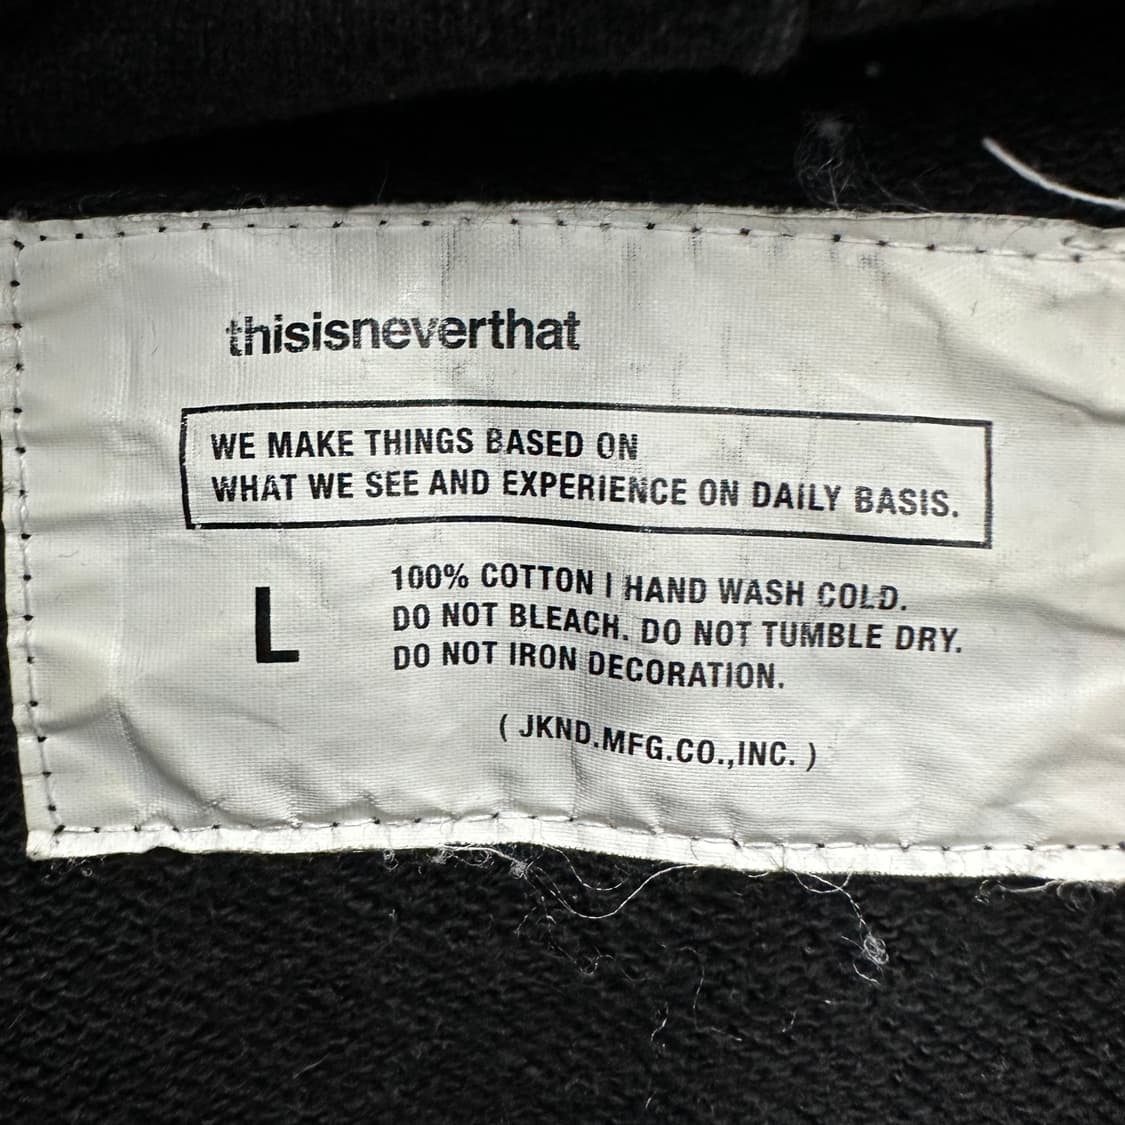 thisisneverthat
WE MAKE THINGS BASED ON
WHAT WE SEE AND EXPERIENCE ON DAILY BASIS.
L
100% COTTON | HAND WASH COLD.
DO NOT BLEACH. DO NOT TUMBLE DRY.
DO NOT IRON DECORATION.
( JKND.MFG.CO.,INC. )